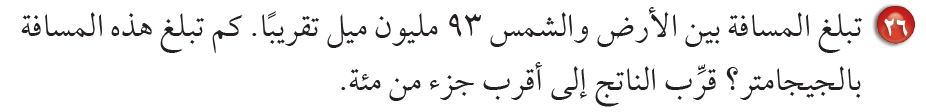 ٢٦ تبلغ المسافة بين الأرض والشمس ٩٣ مليون ميل تقريبًا. كم تبلغ هذه المسافة
بالجيجامتر؟ قرِّب الناتج إلى أقرب جزء من مئة.